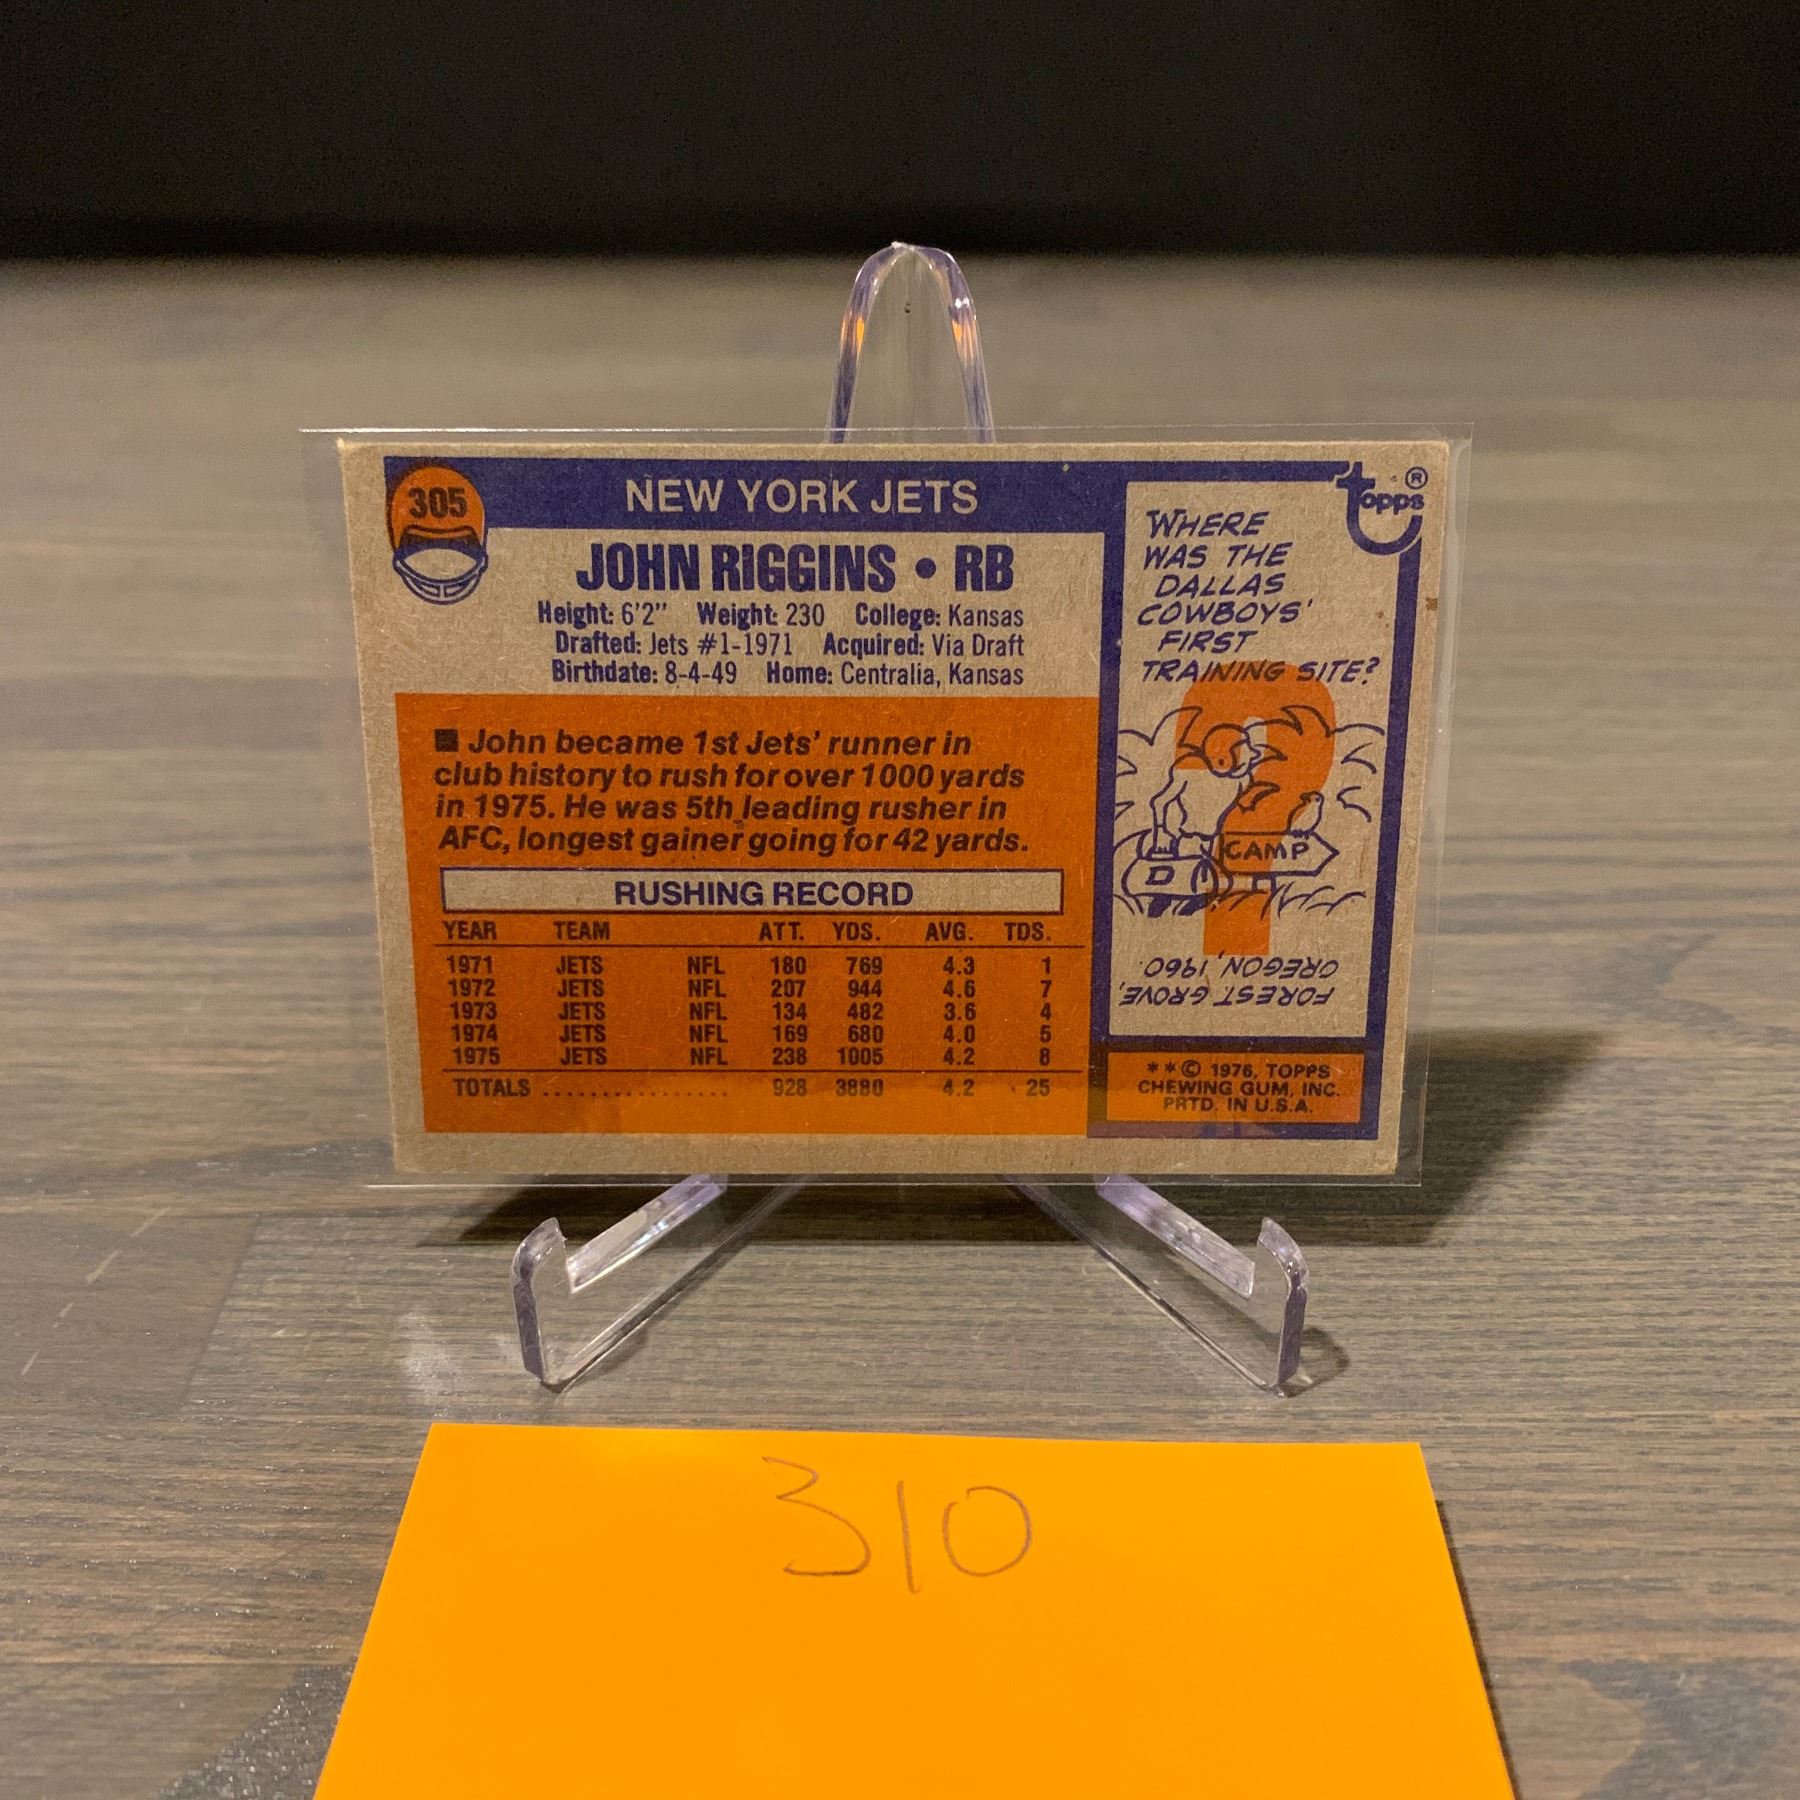 305
NEW YORK JETS
JOHN RIGGINS • RB
Height: 6'2" Weight: 230 College: Kansas
Drafted: Jets #1-1971 Acquired: Via Draft
Birthdate: 8-4-49 Home: Centralia, Kansas
■ John became 1st Jets' runner in
club history to rush for over 1000 yards
in 1975. He was 5th leading rusher in
AFC, longest gainer going for 42 yards.
RUSHING RECORD
YEAR TEAM ATT. YDS. AVG. TDS.
1971 JETS NFL 180 769 4.3 1
1972 JETS NFL 207 944 4.6 7
1973 JETS NFL 134 482 3.6 4
1974 JETS NFL 169 680 4.0 5
1975 JETS NFL 238 1005 4.2 8
TOTALS ................ 928 3880 4.2 25
topps ®
WHERE
WAS THE
DALLAS
COWBOYS'
FIRST
TRAINING SITE?
?
CAMP
D
FOREST GROVE,
OREGON, 1960.
**© 1976, TOPPS
CHEWING GUM, INC.
PRTD. IN U.S.A.
310